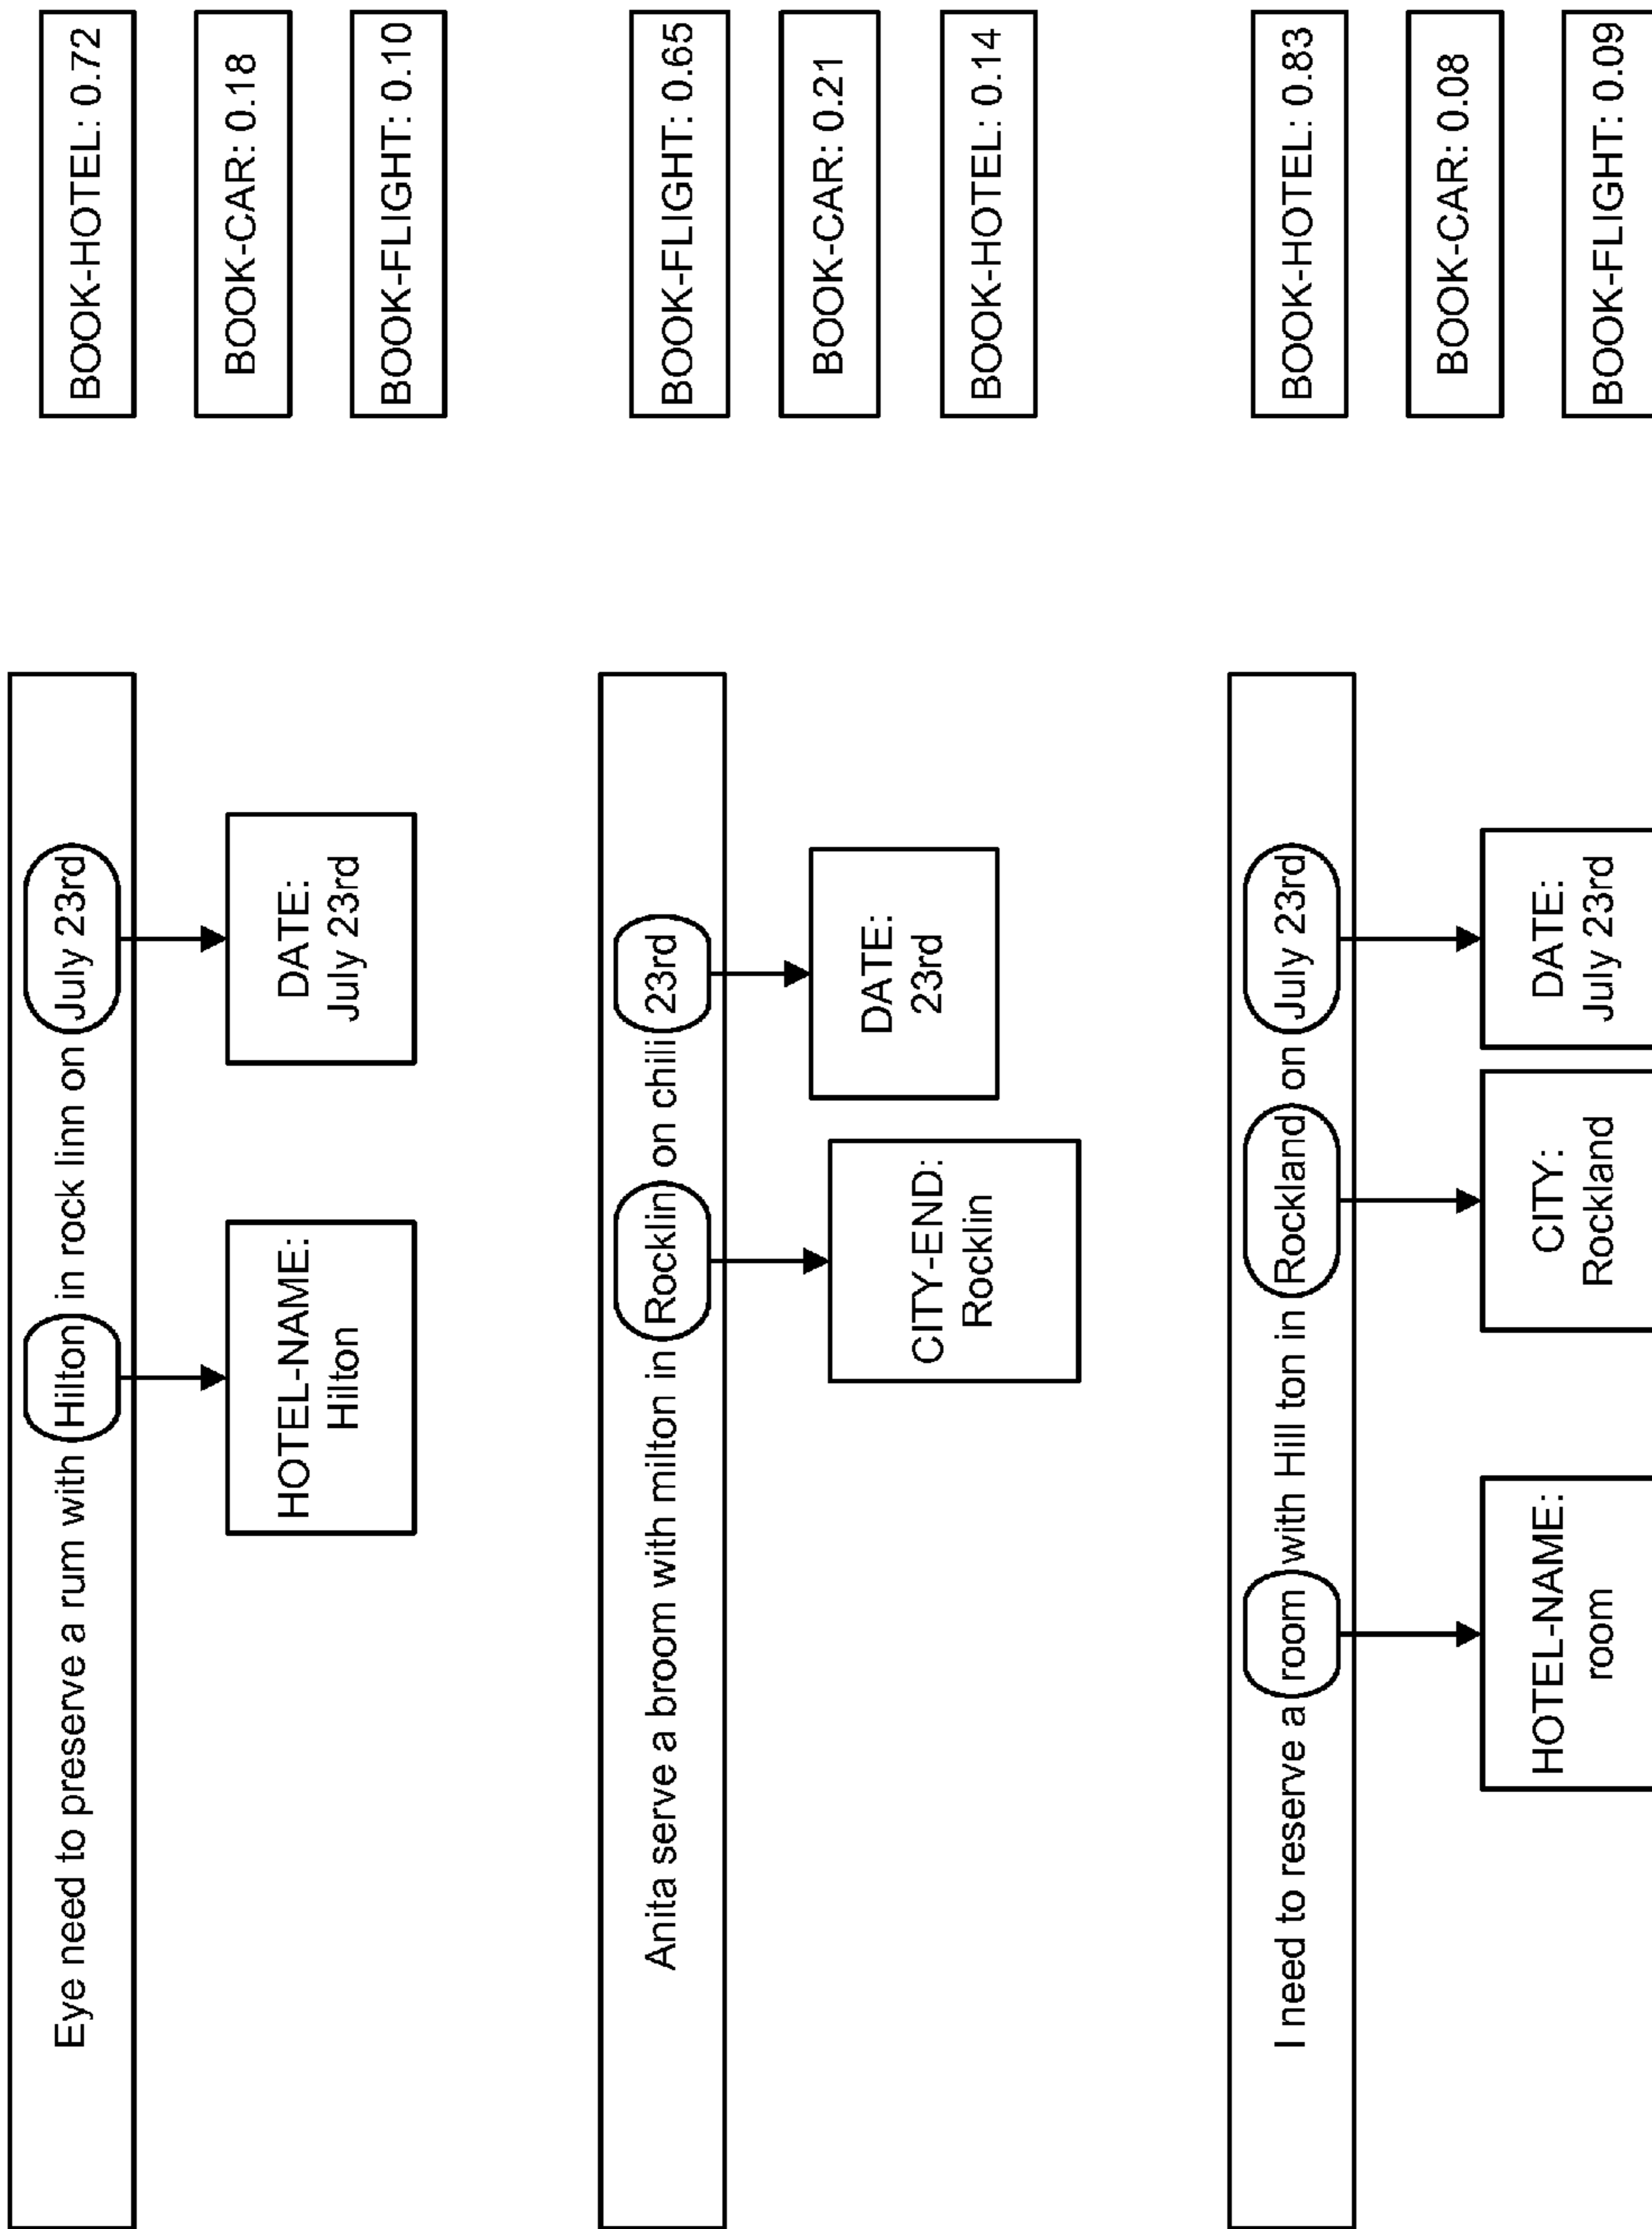 Eye need to preserve a rum with Hilton in rock linn on July 23rd
HOTEL-NAME:
Hilton
DATE:
July 23rd
BOOK-HOTEL: 0.72
BOOK-CAR: 0.18
BOOK-FLIGHT: 0.10
Anita serve a broom with milton in Rocklin on chili 23rd
CITY-END:
Rocklin
DATE:
23rd
BOOK-FLIGHT: 0.65
BOOK-CAR: 0.21
BOOK-HOTEL: 0.14
I need to reserve a room with Hill ton in Rockland on July 23rd
HOTEL-NAME:
room
CITY:
Rockland
DATE:
July 23rd
BOOK-HOTEL: 0.83
BOOK-CAR: 0.08
BOOK-FLIGHT: 0.09